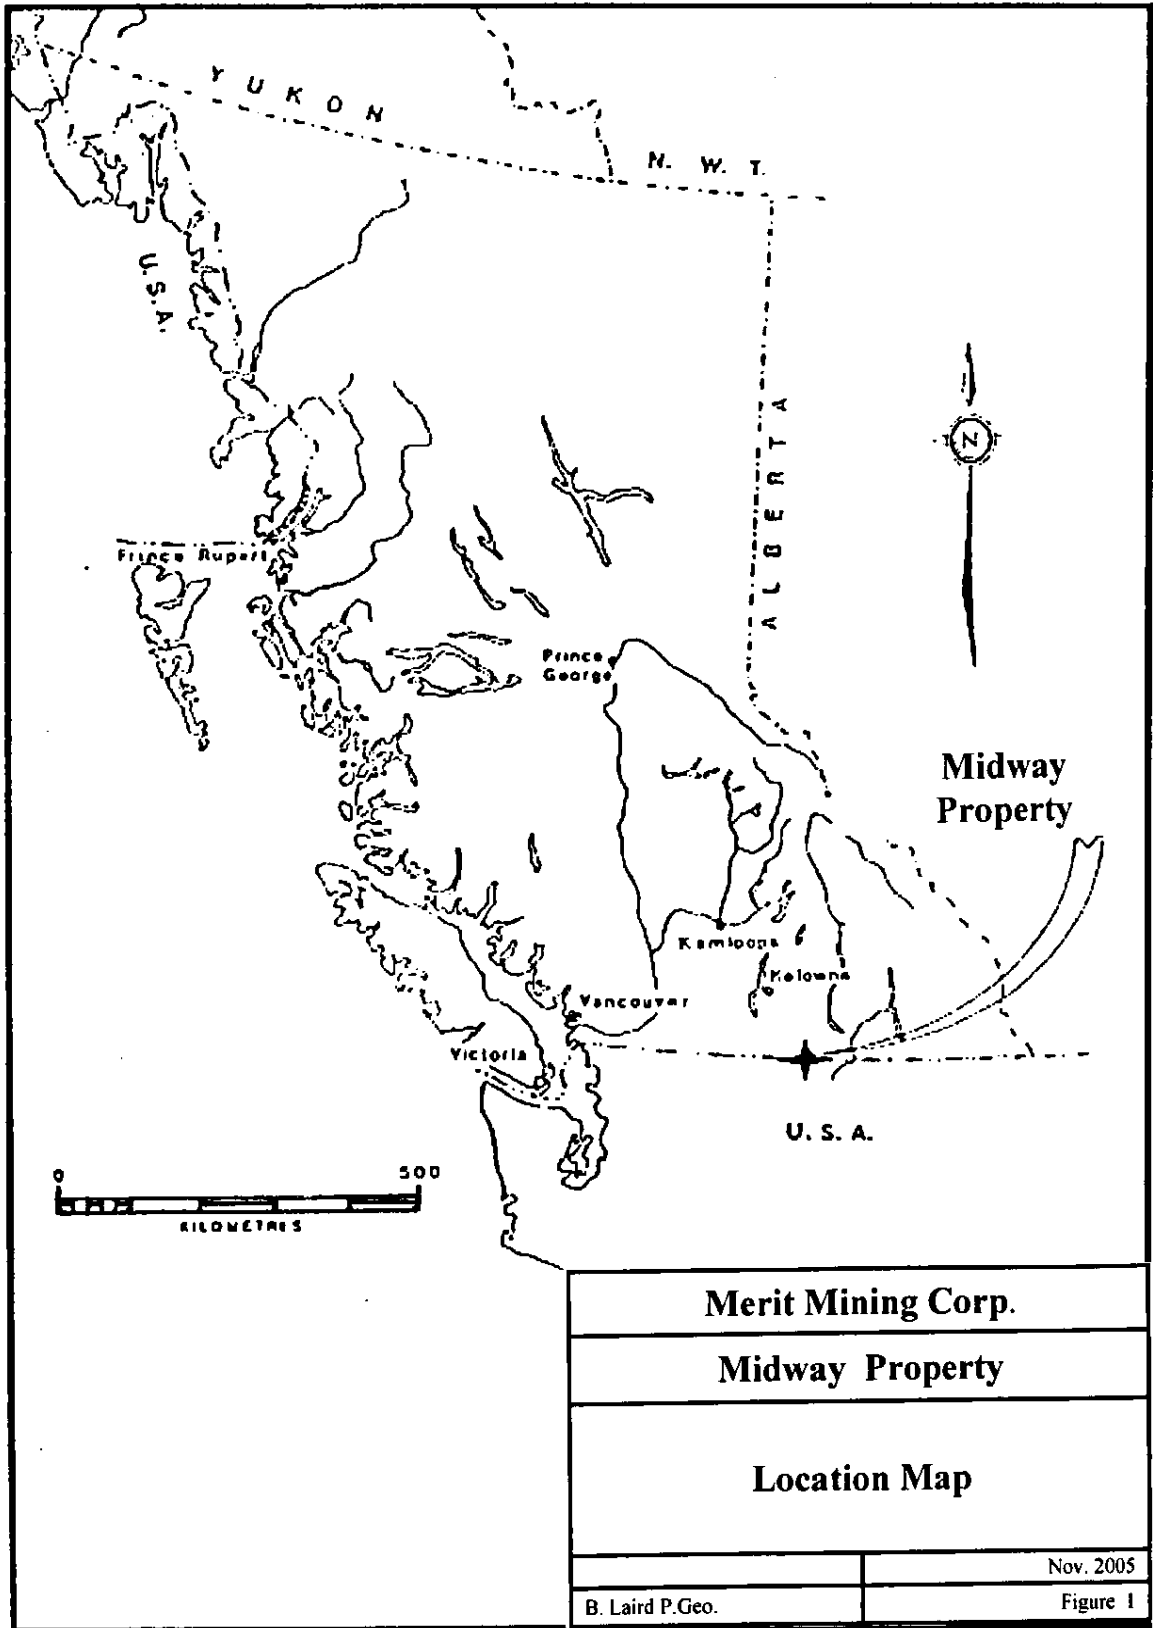 YUKON
N. W. T.
U.S.A.
ALBERTA
N
Prince Rupert
Prince
George
Midway
Property
Kamloops
Kelowna
Vancouver
Victoria
U. S. A.
0 500
KILOMETRES
Merit Mining Corp.
Midway Property
Location Map
Nov. 2005
B. Laird P.Geo.
Figure 1